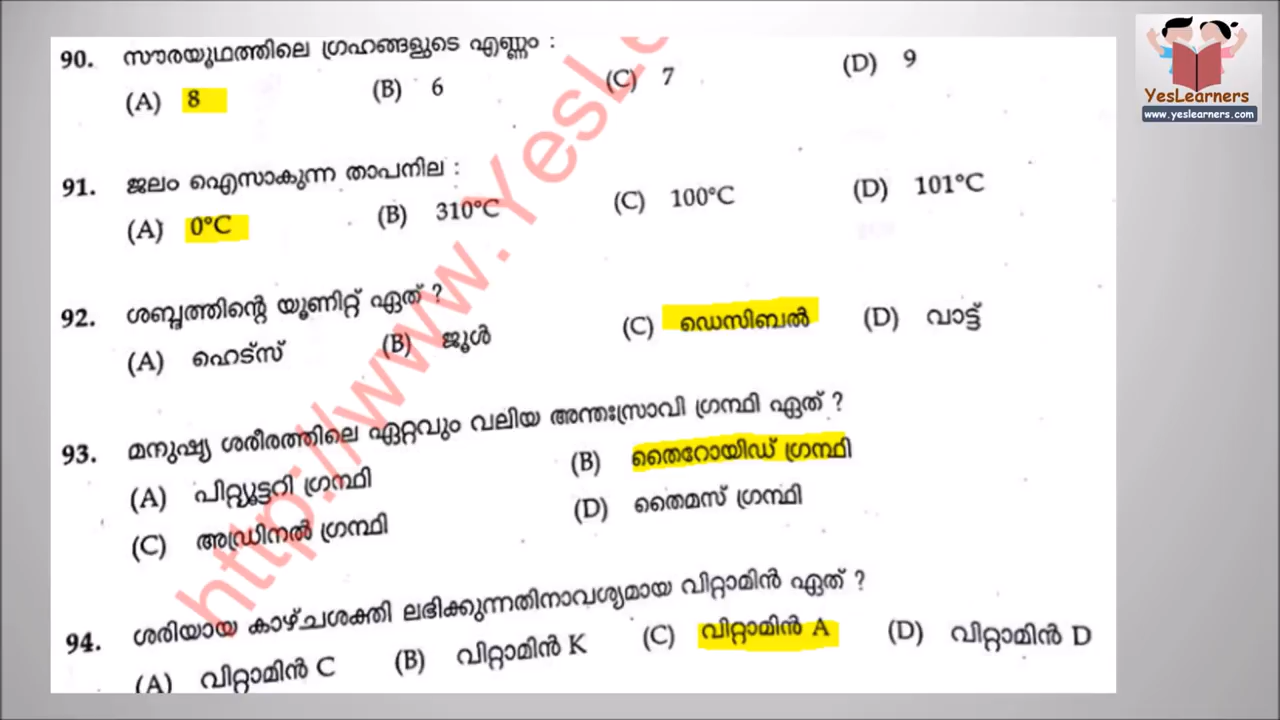 90. സൗരയൂഥത്തിലെ ഗ്രഹങ്ങളുടെ എണ്ണം :
(A) 8 (B) 6 (C) 7 (D) 9
91. ജലം ഐസാകുന്ന താപനില :
(A) 0°C (B) 310°C (C) 100°C (D) 101°C
92. ശബ്ദത്തിന്റെ യൂണിറ്റ് ഏത് ?
(A) ഹെട്സ് (B) ജൂൾ (C) ഡെസിബൽ (D) വാട്ട്
93. മനുഷ്യ ശരീരത്തിലെ ഏറ്റവും വലിയ അന്തഃസ്രാവി ഗ്രന്ഥി ഏത് ?
(A) പിറ്റ്യൂട്ടറി ഗ്രന്ഥി (B) തൈറോയിഡ് ഗ്രന്ഥി
(C) അഡ്രിനൽ ഗ്രന്ഥി (D) തൈമസ് ഗ്രന്ഥി
94. ശരിയായ കാഴ്ചശക്തി ലഭിക്കുന്നതിനാവശ്യമായ വിറ്റാമിൻ ഏത് ?
(A) വിറ്റാമിൻ C (B) വിറ്റാമിൻ K (C) വിറ്റാമിൻ A (D) വിറ്റാമിൻ D
http://www.YesL
YesLearners
www.yeslearners.com